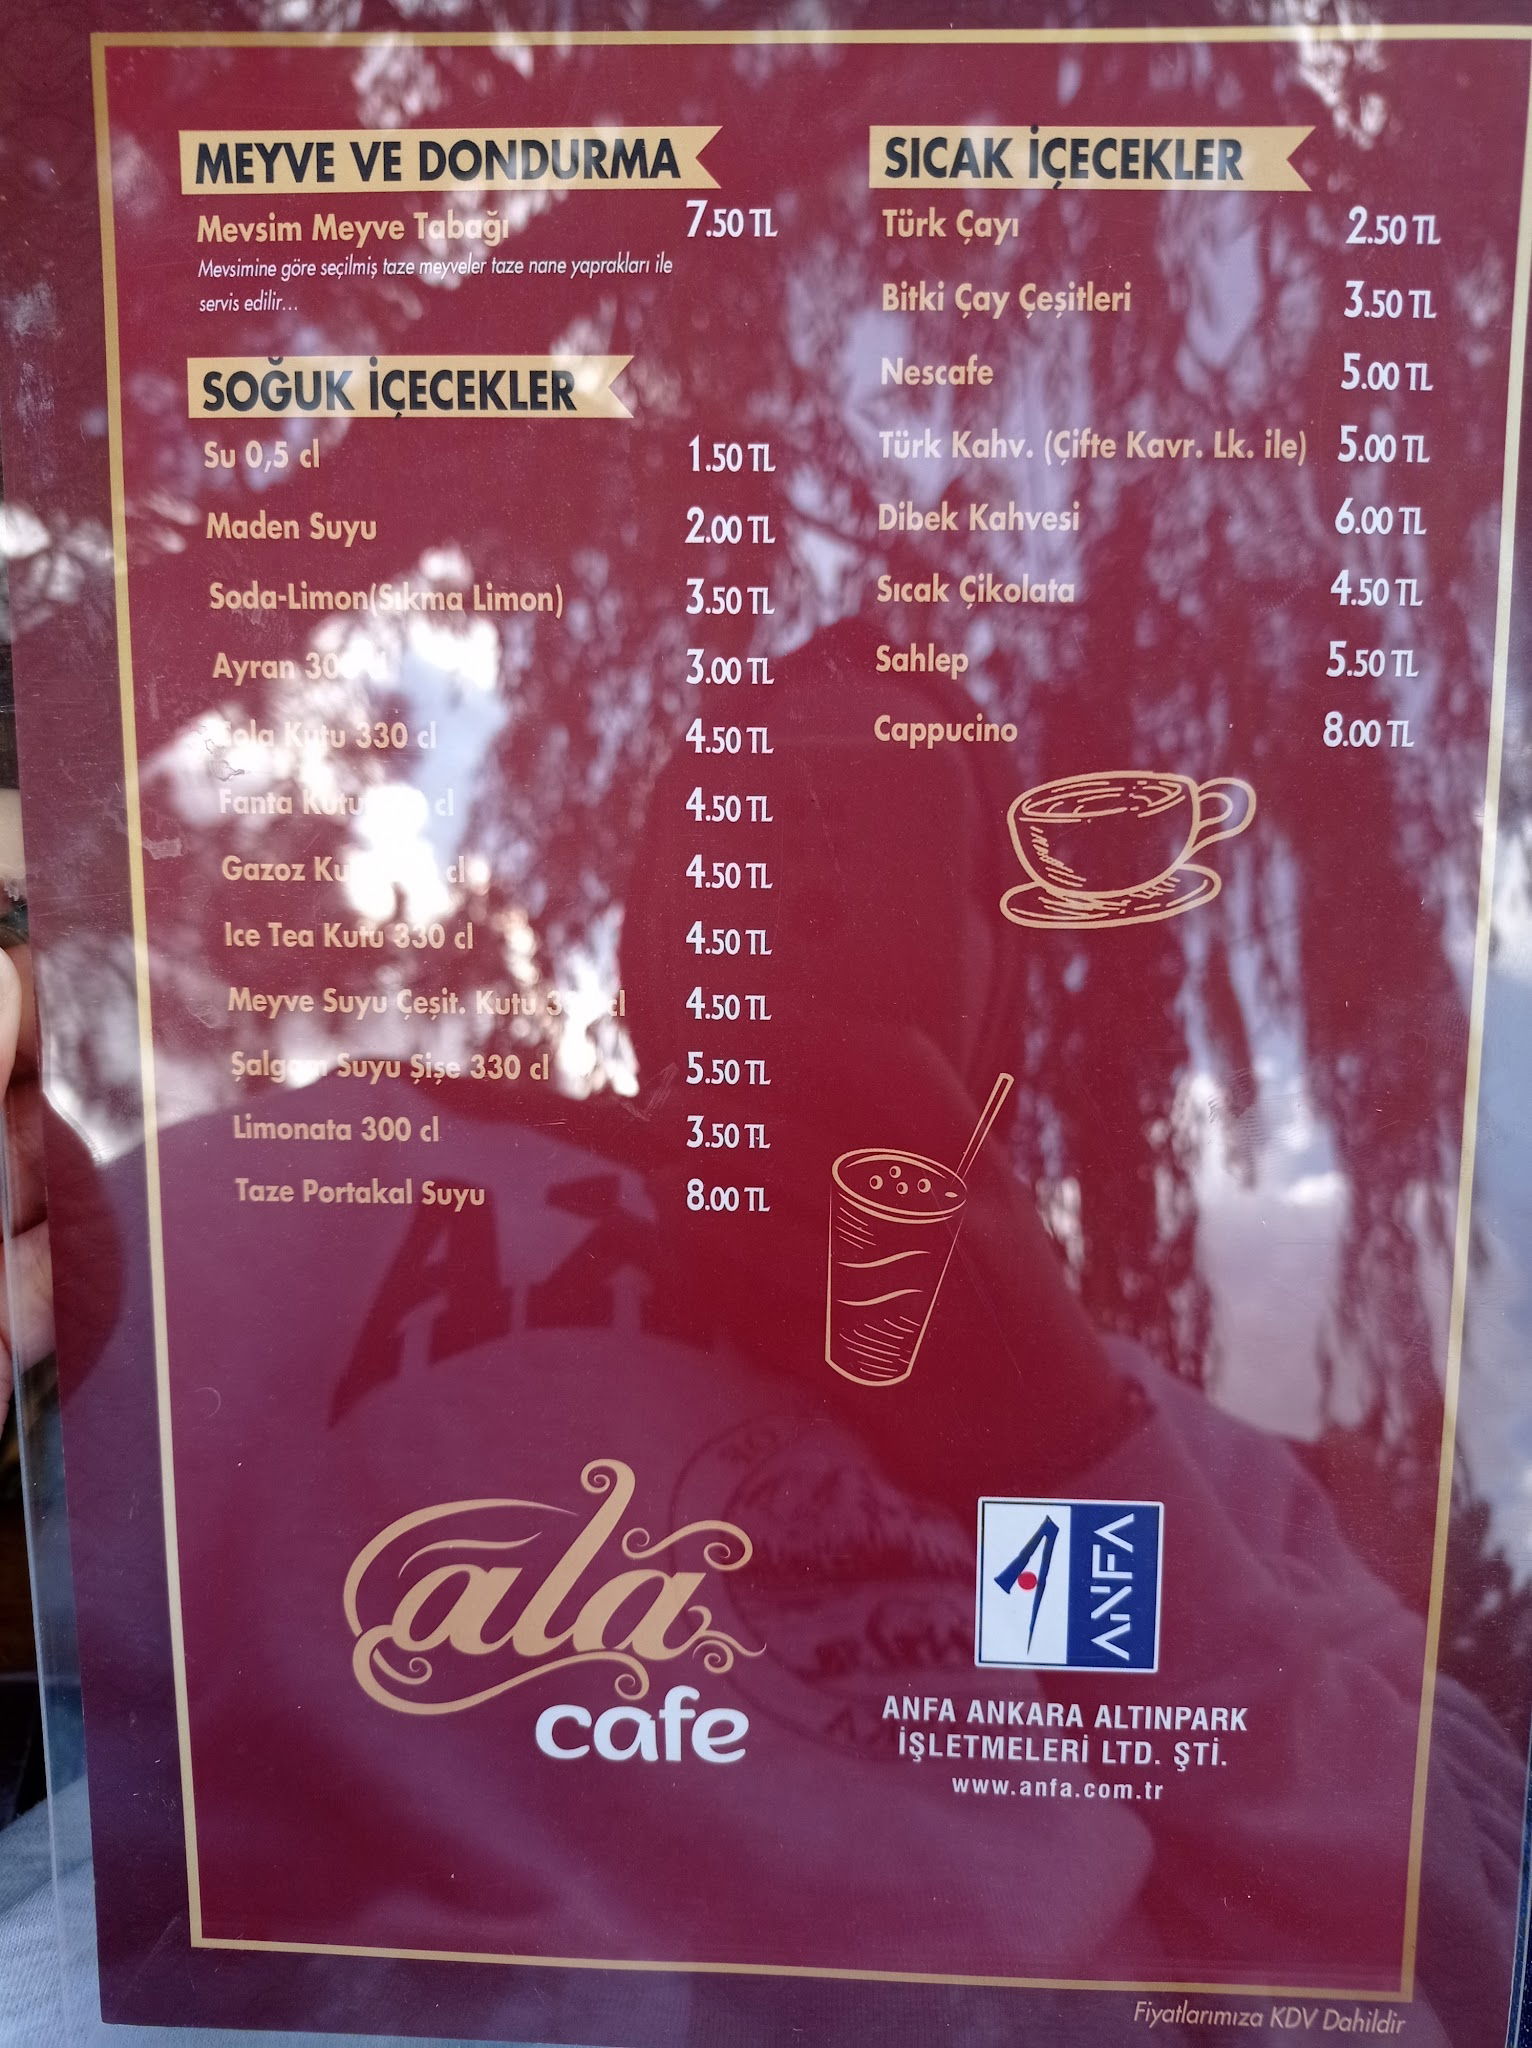 MEYVE VE DONDURMA
Mevsim Meyve Tabağı 7.50 TL
Mevsimine göre seçilmiş taze meyveler taze nane yaprakları ile
servis edilir...
SOĞUK İÇECEKLER
Su 0,5 cl 1.50 TL
Maden Suyu 2.00 TL
Soda-Limon(Sıkma Limon) 3.50 TL
Ayran 3.00 TL
Cola Kutu 330 cl 4.50 TL
Fanta Kutu cl 4.50 TL
Gazoz cl 4.50 TL
Ice Tea Kutu 330 cl 4.50 TL
Meyve Suyu Çeşit. Kutu cl 4.50 TL
Şalgam Suyu Şişe 330 cl 5.50 TL
Limonata 300 cl 3.50 TL
Taze Portakal Suyu 8.00 TL
SICAK İÇECEKLER
Türk Çayı 2.50 TL
Bitki Çay Çeşitleri 3.50 TL
Nescafe 5.00 TL
Türk Kahv. (Çifte Kavr. Lk. ile) 5.00 TL
Dibek Kahvesi 6.00 TL
Sıcak Çikolata 4.50 TL
Sahlep 5.50 TL
Cappucino 8.00 TL
ala
cafe
ANFA
ANFA ANKARA ALTINPARK
İŞLETMELERİ LTD. ŞTİ.
www.anfa.com.tr
Fiyatlarımıza KDV Dahildir